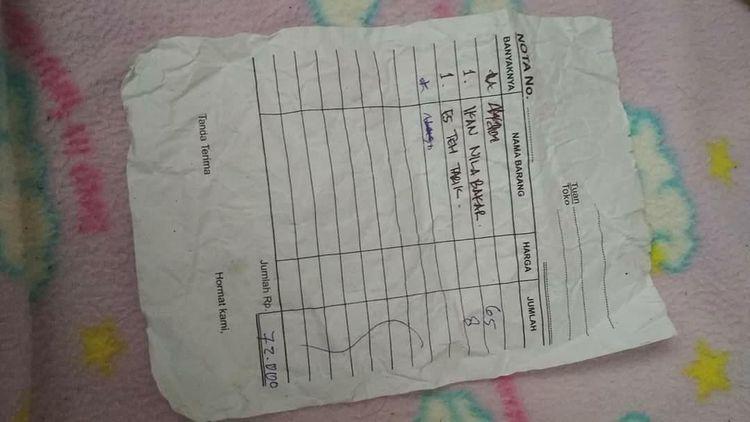 Tuan
Toko
NOTA NO.
BANYAKNYA NAMA BARANG HARGA JUMLAH
1. IKAN NILA BAKAR. 65
1. ES TEH TARIK. 8
Jumlah Rp. 73.000
Tanda Terima Hormat kami,